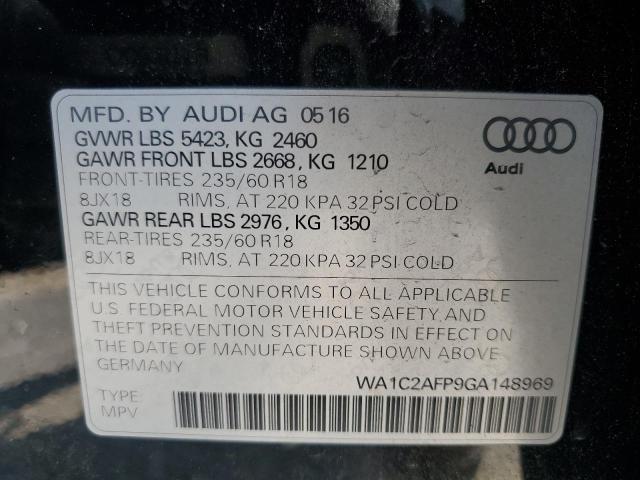 MFD. BY AUDI AG 05 16
GVWR LBS 5423, KG 2460
GAWR FRONT LBS 2668, KG 1210
FRONT-TIRES 235/60 R18
8JX18 RIMS, AT 220 KPA 32 PSI COLD
GAWR REAR LBS 2976, KG 1350
REAR-TIRES 235/60 R18
8JX18 RIMS, AT 220 KPA 32 PSI COLD
Audi
THIS VEHICLE CONFORMS TO ALL APPLICABLE
U.S. FEDERAL MOTOR VEHICLE SAFETY, AND
THEFT PREVENTION STANDARDS IN EFFECT ON
THE DATE OF MANUFACTURE SHOWN ABOVE.
GERMANY
WA1C2AFP9GA148969
TYPE:
MPV